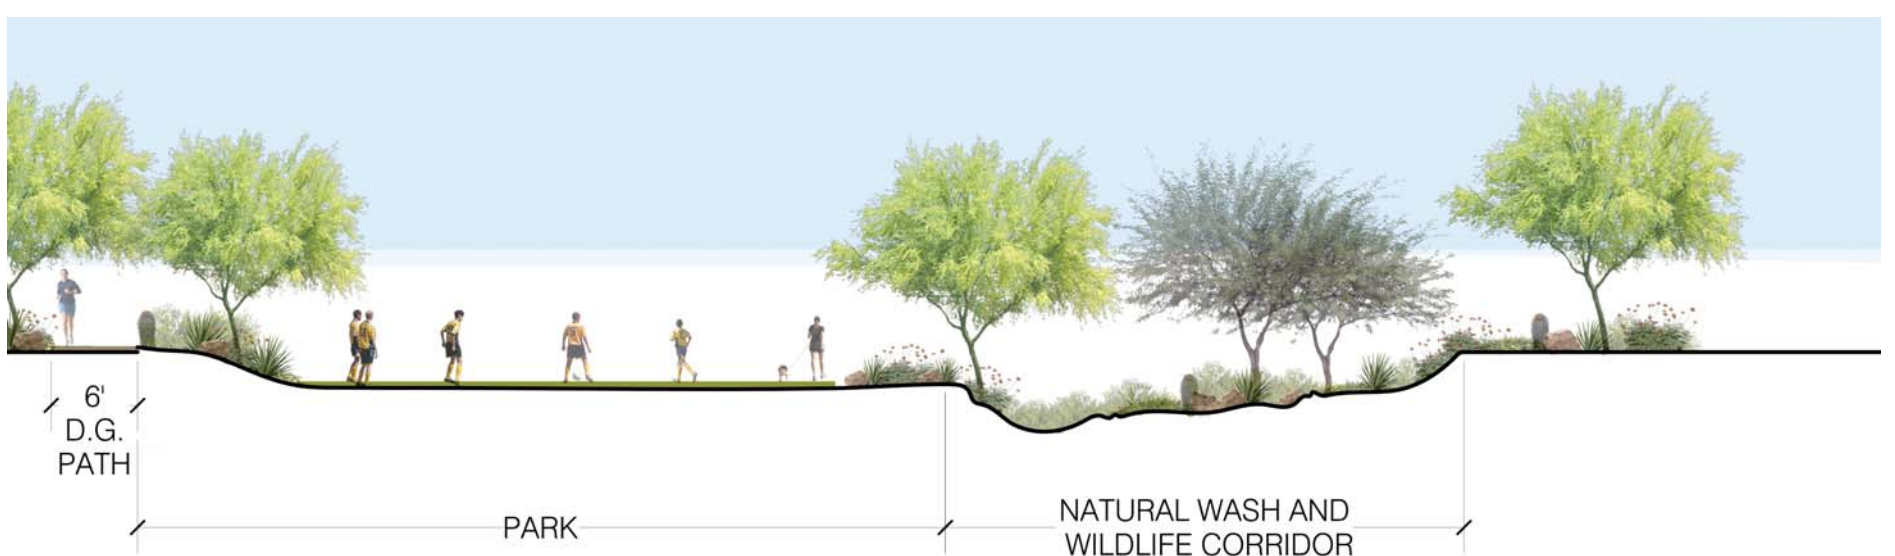 6'
D.G.
PATH
PARK
NATURAL WASH AND
WILDLIFE CORRIDOR